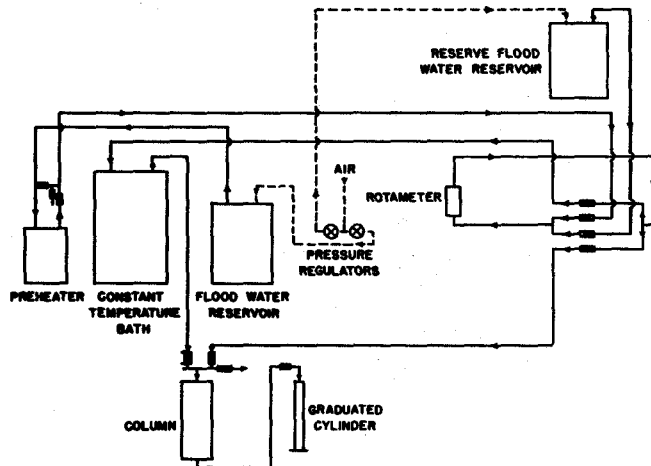 RESERVE FLOOD
WATER RESERVOIR
AIR
ROTAMETER
PRESSURE
REGULATORS
PREHEATER
CONSTANT
TEMPERATURE
BATH
FLOOD WATER
RESERVOIR
COLUMN
GRADUATED
CYLINDER